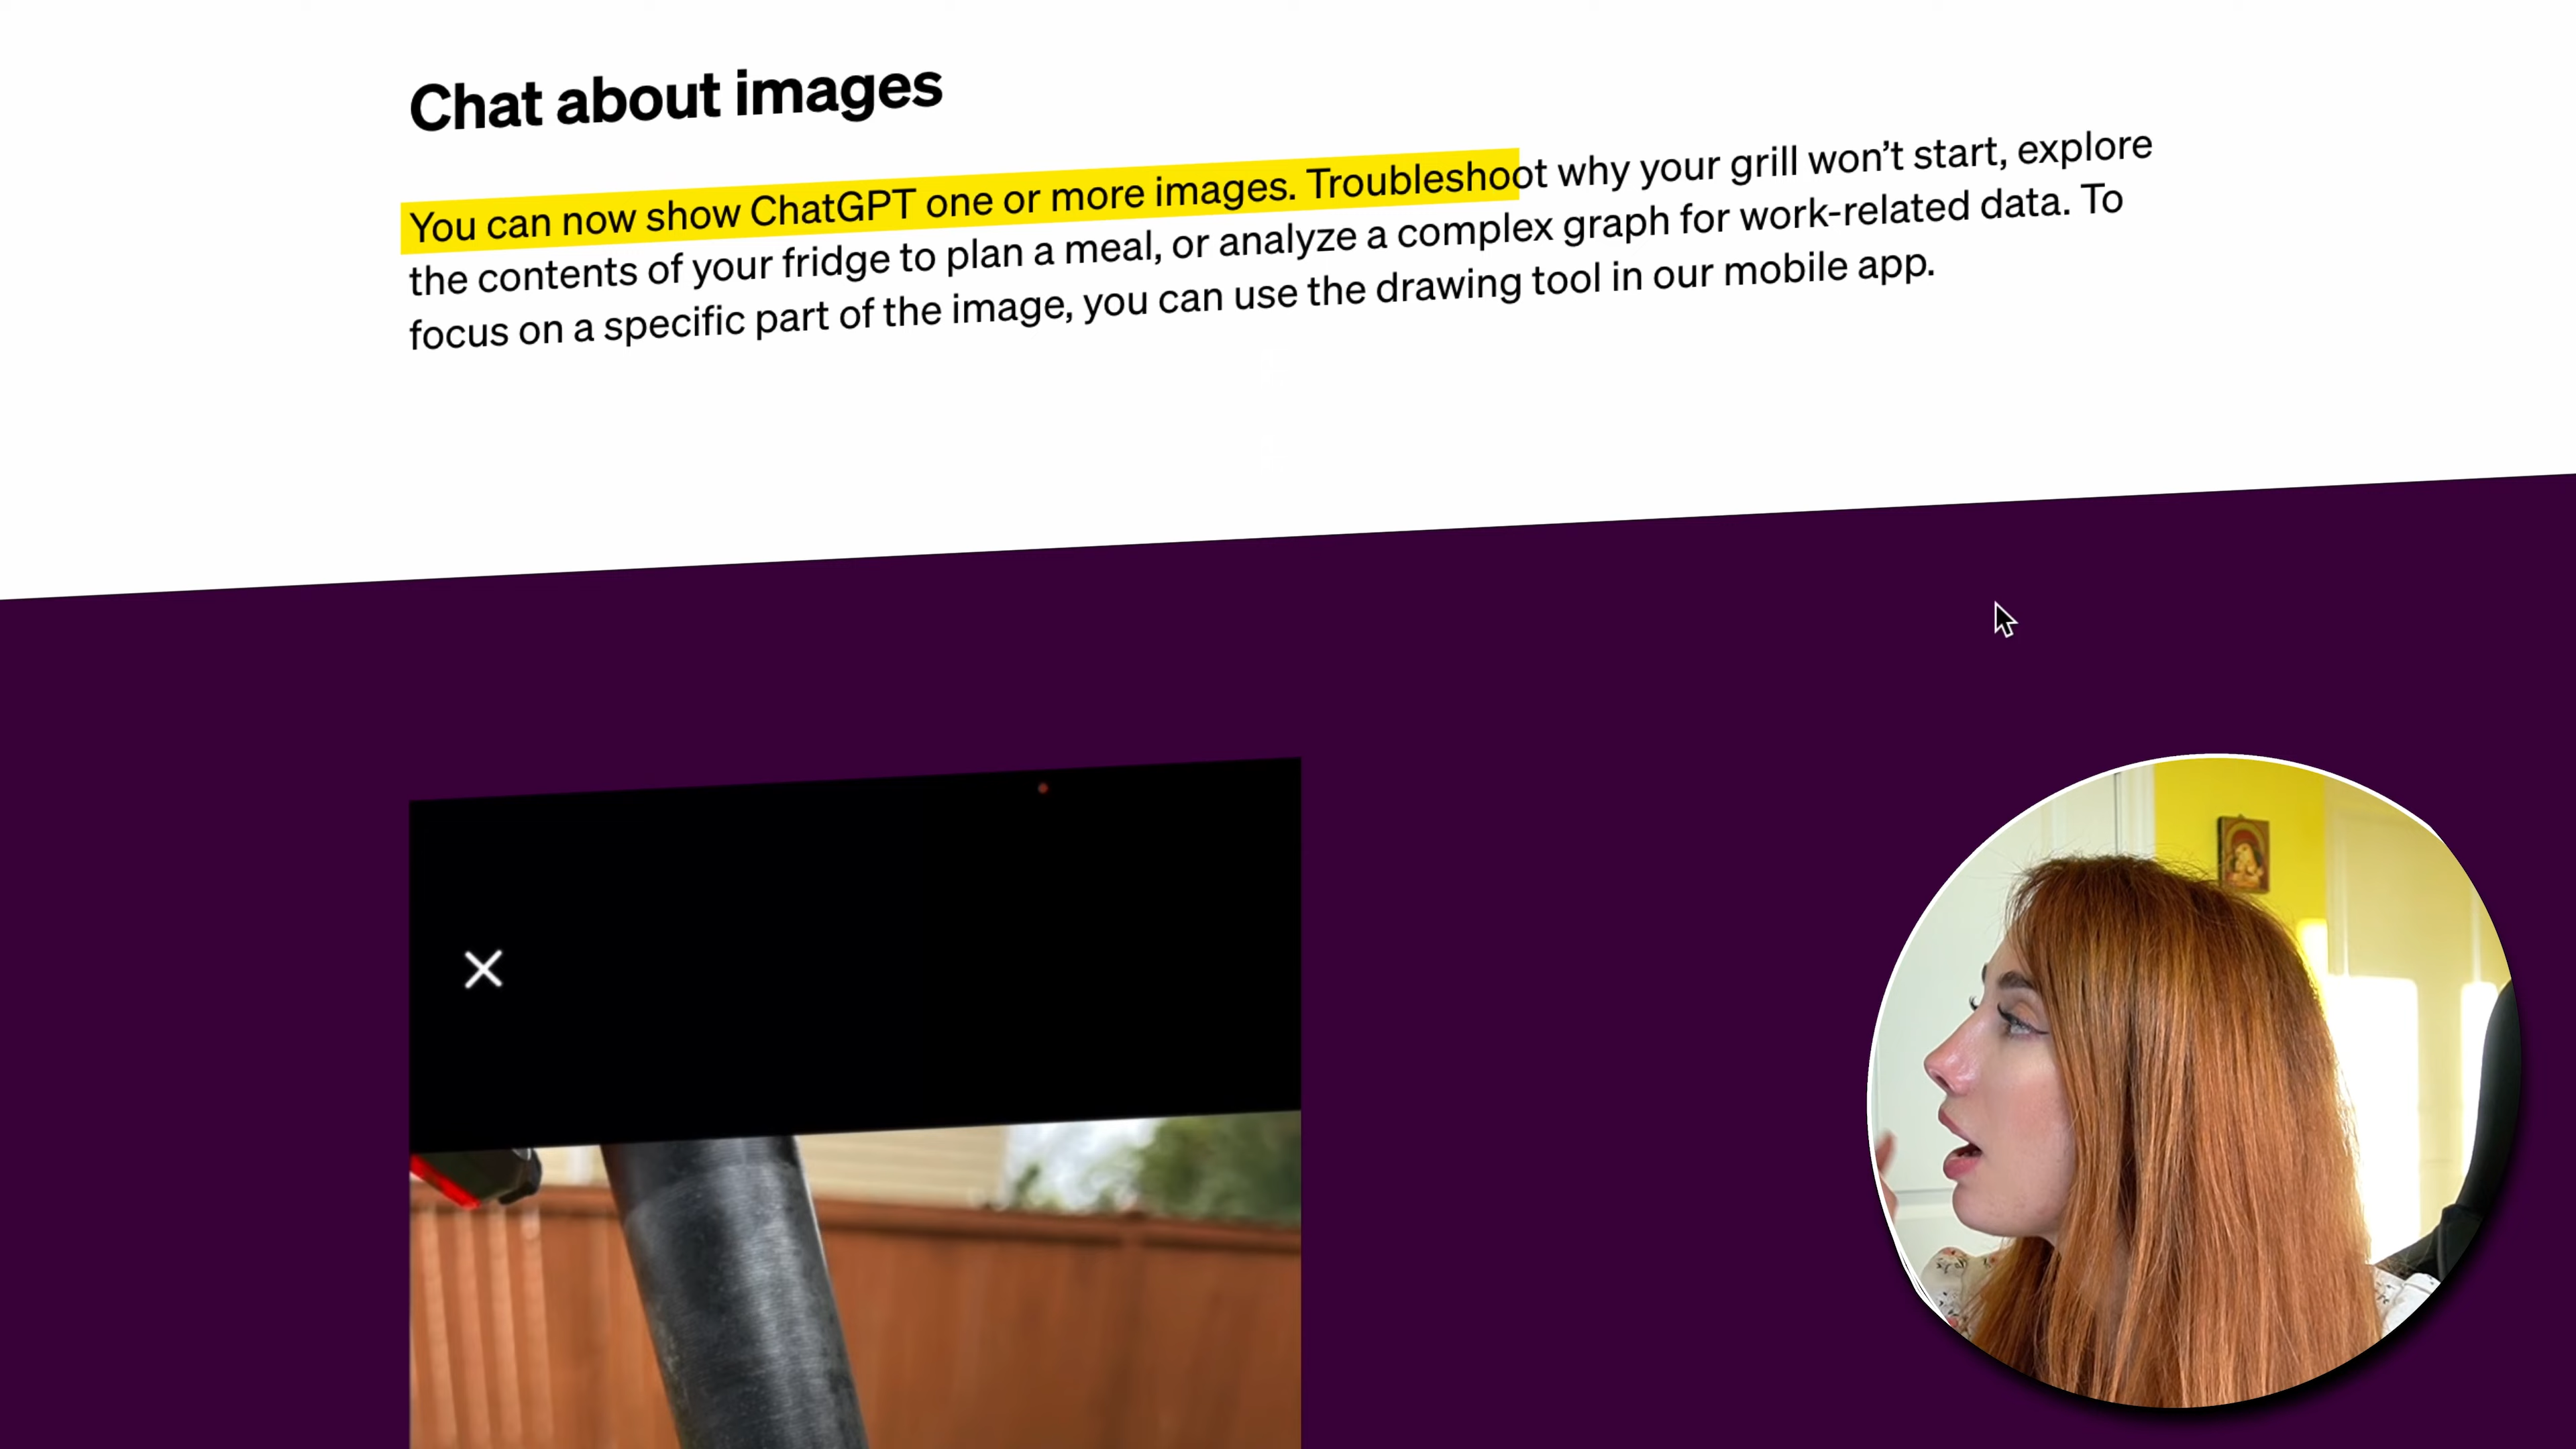 Chat about images
You can now show ChatGPT one or more images. Troubleshoot why your grill won’t start, explore
the contents of your fridge to plan a meal, or analyze a complex graph for work-related data. To
focus on a specific part of the image, you can use the drawing tool in our mobile app.